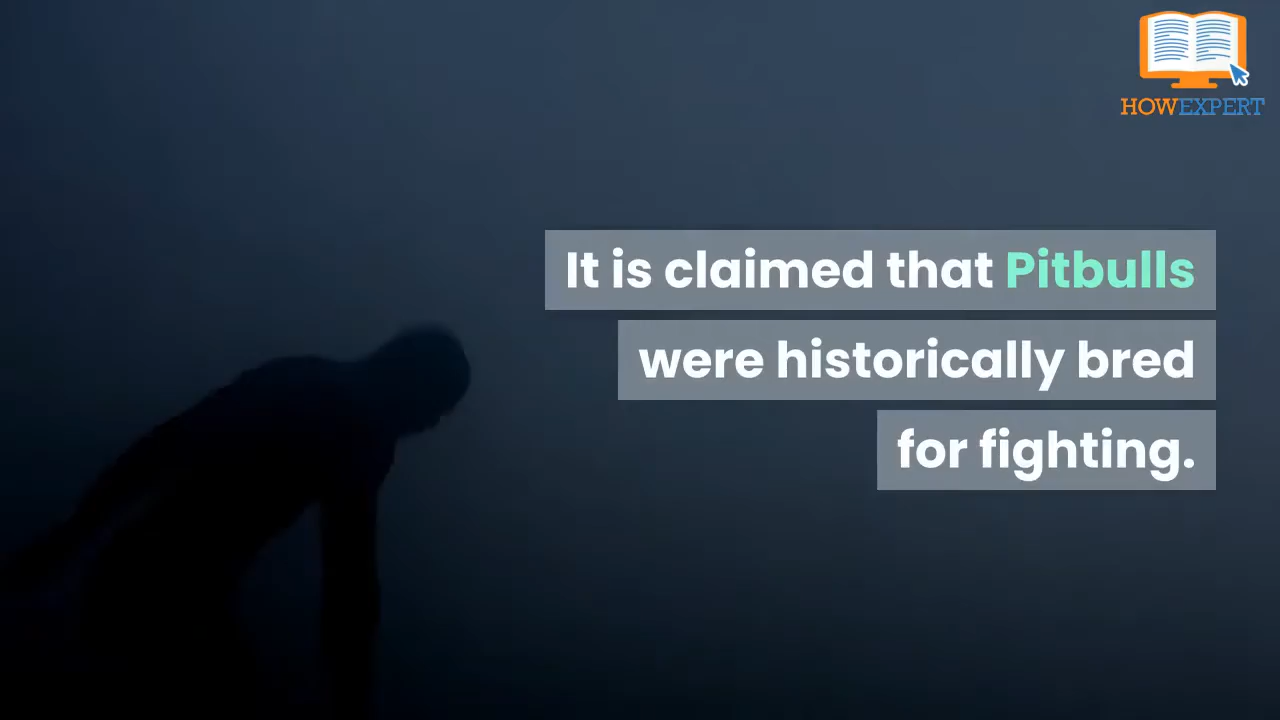 HOWEXPERT
It is claimed that Pitbulls
were historically bred
for fighting.